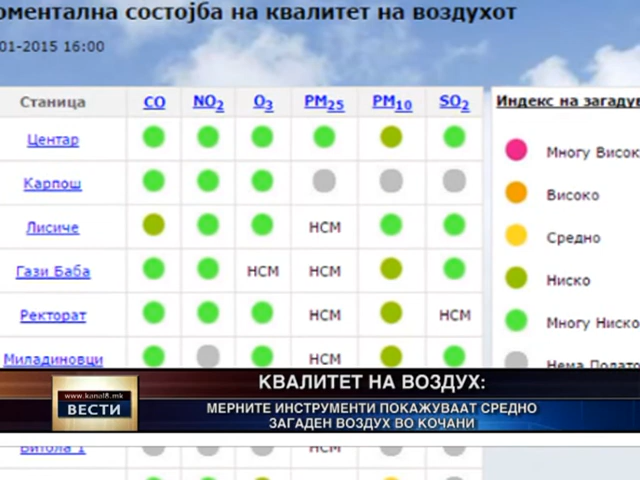 оментална состојба на квалитет на воздухот
01-2015 16:00
Станица CO NO2 O3 PM25 PM10 SO2
Центар
Карпош
Лисиче НСМ
Гази Баба НСМ НСМ
Ректорат НСМ НСМ
Миладиновци НСМ
Битола 1 НСМ
Индекс на загадув
Многу Висок
Високо
Средно
Ниско
Многу Ниско
Нема Подато
www.kanal8.mk
ВЕСТИ
КВАЛИТЕТ НА ВОЗДУХ:
МЕРНИТЕ ИНСТРУМЕНТИ ПОКАЖУВААТ СРЕДНО
ЗАГАДЕН ВОЗДУХ ВО КОЧАНИ